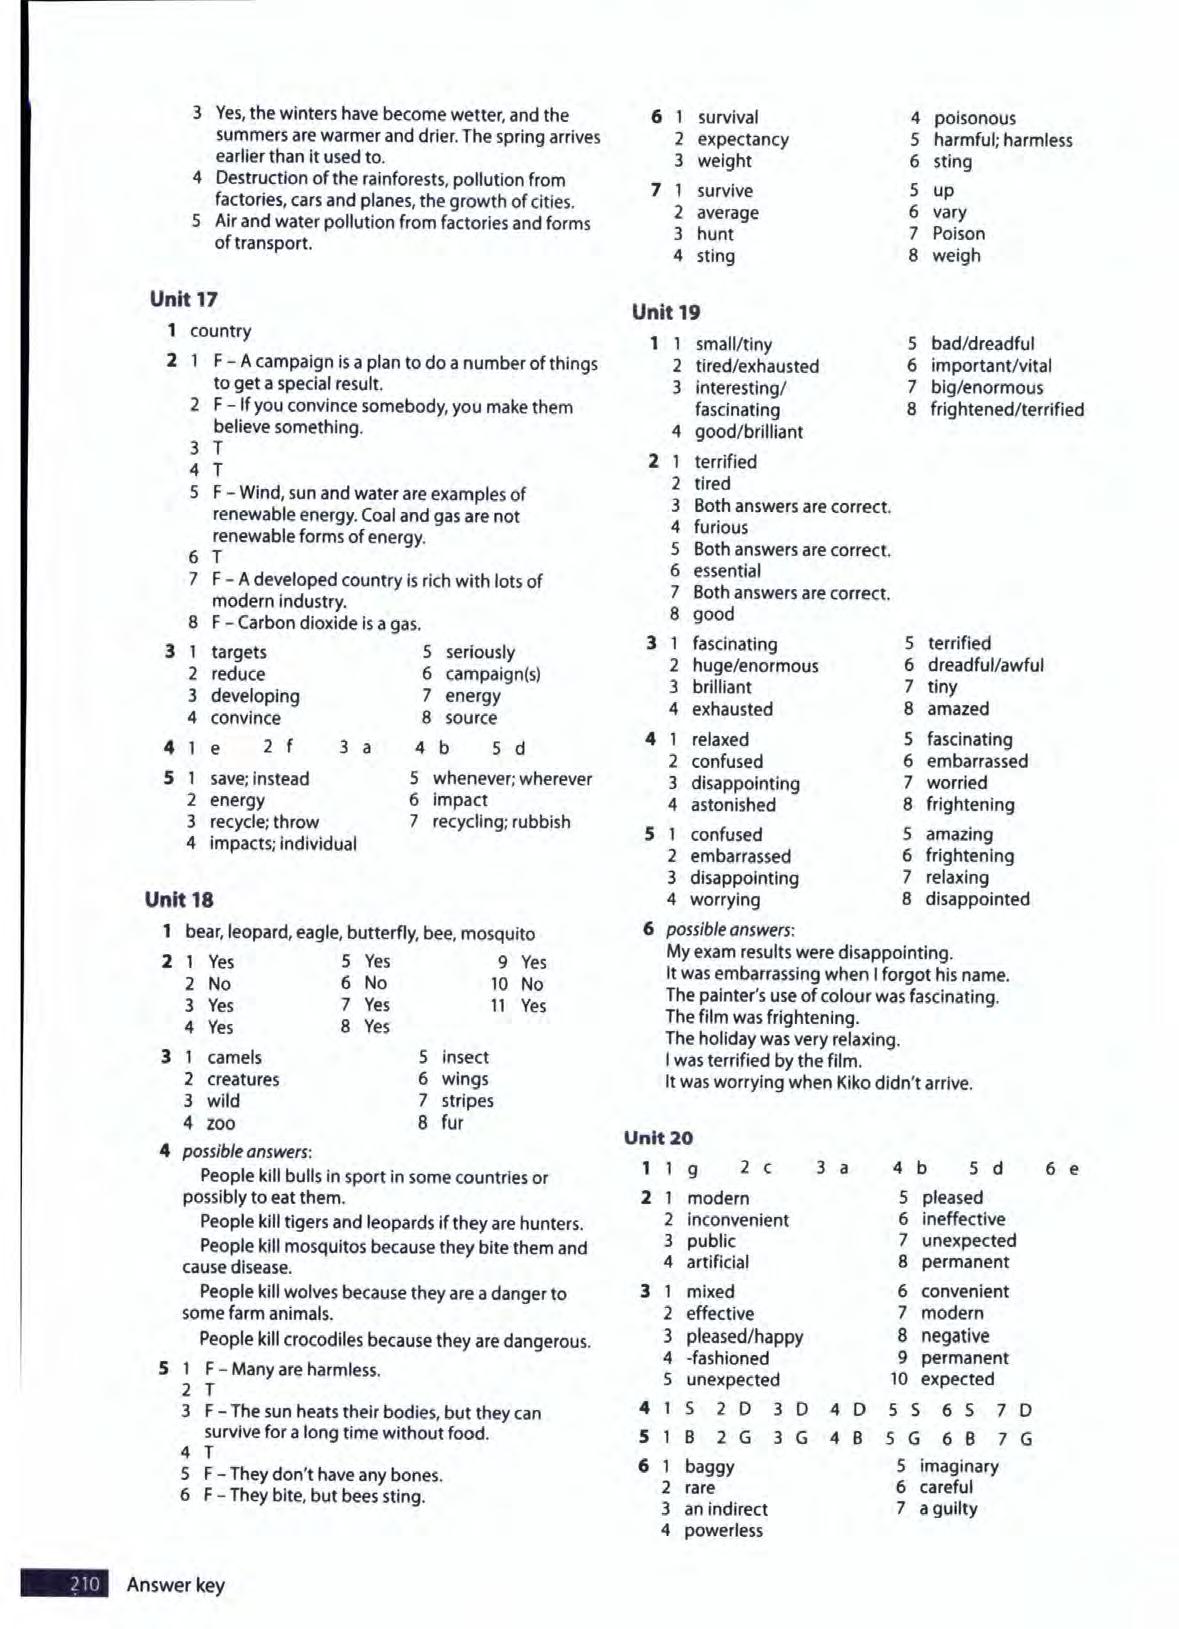 3 Yes, the winters have become wetter, and the
summers are warmer and drier. The spring arrives
earlier than it used to.
4 Destruction of the rainforests, pollution from
factories, cars and planes, the growth of cities.
5 Air and water pollution from factories and forms
of transport.
Unit 17
1 country
2 1 F – A campaign is a plan to do a number of things
to get a special result.
2 F – If you convince somebody, you make them
believe something.
3 T
4 T
5 F – Wind, sun and water are examples of
renewable energy. Coal and gas are not
renewable forms of energy.
6 T
7 F – A developed country is rich with lots of
modern industry.
8 F – Carbon dioxide is a gas.
3 1 targets 5 seriously
2 reduce 6 campaign(s)
3 developing 7 energy
4 convince 8 source
4 1 e 2 f 3 a 4 b 5 d
5 1 save; instead 5 whenever; wherever
2 energy 6 impact
3 recycle; throw 7 recycling; rubbish
4 impacts; individual
Unit 18
1 bear, leopard, eagle, butterfly, bee, mosquito
2 1 Yes 5 Yes 9 Yes
2 No 6 No 10 No
3 Yes 7 Yes 11 Yes
4 Yes 8 Yes
3 1 camels 5 insect
2 creatures 6 wings
3 wild 7 stripes
4 zoo 8 fur
4 possible answers:
People kill bulls in sport in some countries or
possibly to eat them.
People kill tigers and leopards if they are hunters.
People kill mosquitos because they bite them and
cause disease.
People kill wolves because they are a danger to
some farm animals.
People kill crocodiles because they are dangerous.
5 1 F – Many are harmless.
2 T
3 F – The sun heats their bodies, but they can
survive for a long time without food.
4 T
5 F – They don't have any bones.
6 F – They bite, but bees sting.
6 1 survival 4 poisonous
2 expectancy 5 harmful; harmless
3 weight 6 sting
7 1 survive 5 up
2 average 6 vary
3 hunt 7 Poison
4 sting 8 weigh
Unit 19
1 1 small/tiny 5 bad/dreadful
2 tired/exhausted 6 important/vital
3 interesting/ 7 big/enormous
fascinating 8 frightened/terrified
4 good/brilliant
2 1 terrified
2 tired
3 Both answers are correct.
4 furious
5 Both answers are correct.
6 essential
7 Both answers are correct.
8 good
3 1 fascinating 5 terrified
2 huge/enormous 6 dreadful/awful
3 brilliant 7 tiny
4 exhausted 8 amazed
4 1 relaxed 5 fascinating
2 confused 6 embarrassed
3 disappointing 7 worried
4 astonished 8 frightening
5 1 confused 5 amazing
2 embarrassed 6 frightening
3 disappointing 7 relaxing
4 worrying 8 disappointed
6 possible answers:
My exam results were disappointing.
It was embarrassing when I forgot his name.
The painter's use of colour was fascinating.
The film was frightening.
The holiday was very relaxing.
I was terrified by the film.
It was worrying when Kiko didn't arrive.
Unit 20
1 1 g 2 c 3 a 4 b 5 d 6 e
2 1 modern 5 pleased
2 inconvenient 6 ineffective
3 public 7 unexpected
4 artificial 8 permanent
3 1 mixed 6 convenient
2 effective 7 modern
3 pleased/happy 8 negative
4 -fashioned 9 permanent
5 unexpected 10 expected
4 1 S 2 D 3 D 4 D 5 S 6 S 7 D
5 1 B 2 G 3 G 4 B 5 G 6 B 7 G
6 1 baggy 5 imaginary
2 rare 6 careful
3 an indirect 7 a guilty
4 powerless
210 Answer key